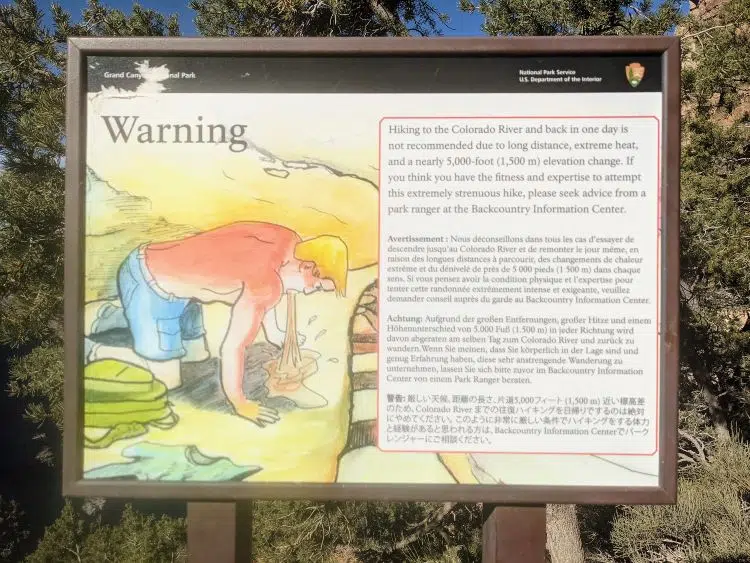 Grand Cany nal Park
National Park Service
U.S. Department of the Interior
Warning
Hiking to the Colorado River and back in one day is
not recommended due to long distance, extreme heat,
and a nearly 5,000-foot (1,500 m) elevation change. If
you think you have the fitness and expertise to attempt
this extremely strenuous hike, please seek advice from a
park ranger at the Backcountry Information Center.
Avertissement : Nous déconseillons dans tous les cas d'essayer de
descendre jusqu'au Colorado River et de remonter le jour même, en
raison des longues distances à parcourir, des changements de chaleur
extrême et du dénivelé de près de 5 000 pieds (1 500 m) dans chaque
sens. Si vous pensez avoir la condition physique et l'expertise pour
tenter cette randonnée extrêmement intense et exigeante, veuillez
demander conseil auprès du garde au Backcountry Information Center.
Achtung: Aufgrund der großen Entfernungen, großer Hitze und einem
Höhenunterschied von 5.000 Fuß (1.500 m) in jeder Richtung wird
davon abgeraten am selben Tag zum Colorado River und zurück zu
wandern. Wenn Sie meinen, dass Sie körperlich in der Lage sind und
genug Erfahrung haben, diese sehr anstrengende Wanderung zu
unternehmen, lassen Sie sich bitte zuvor im Backcountry Information
Center von einem Park Ranger beraten.
警告: 厳しい天候、距離の長さ、片道5,000フィート (1,500 m) 近い標高差
のため、Colorado River までの往復ハイキングを日帰りでするのは絶対
にやめてください。このように非常に厳しい条件でハイキングをする体力
と経験があると思われる方は、Backcountry Information Centerでパーク
レンジャーにご相談ください。